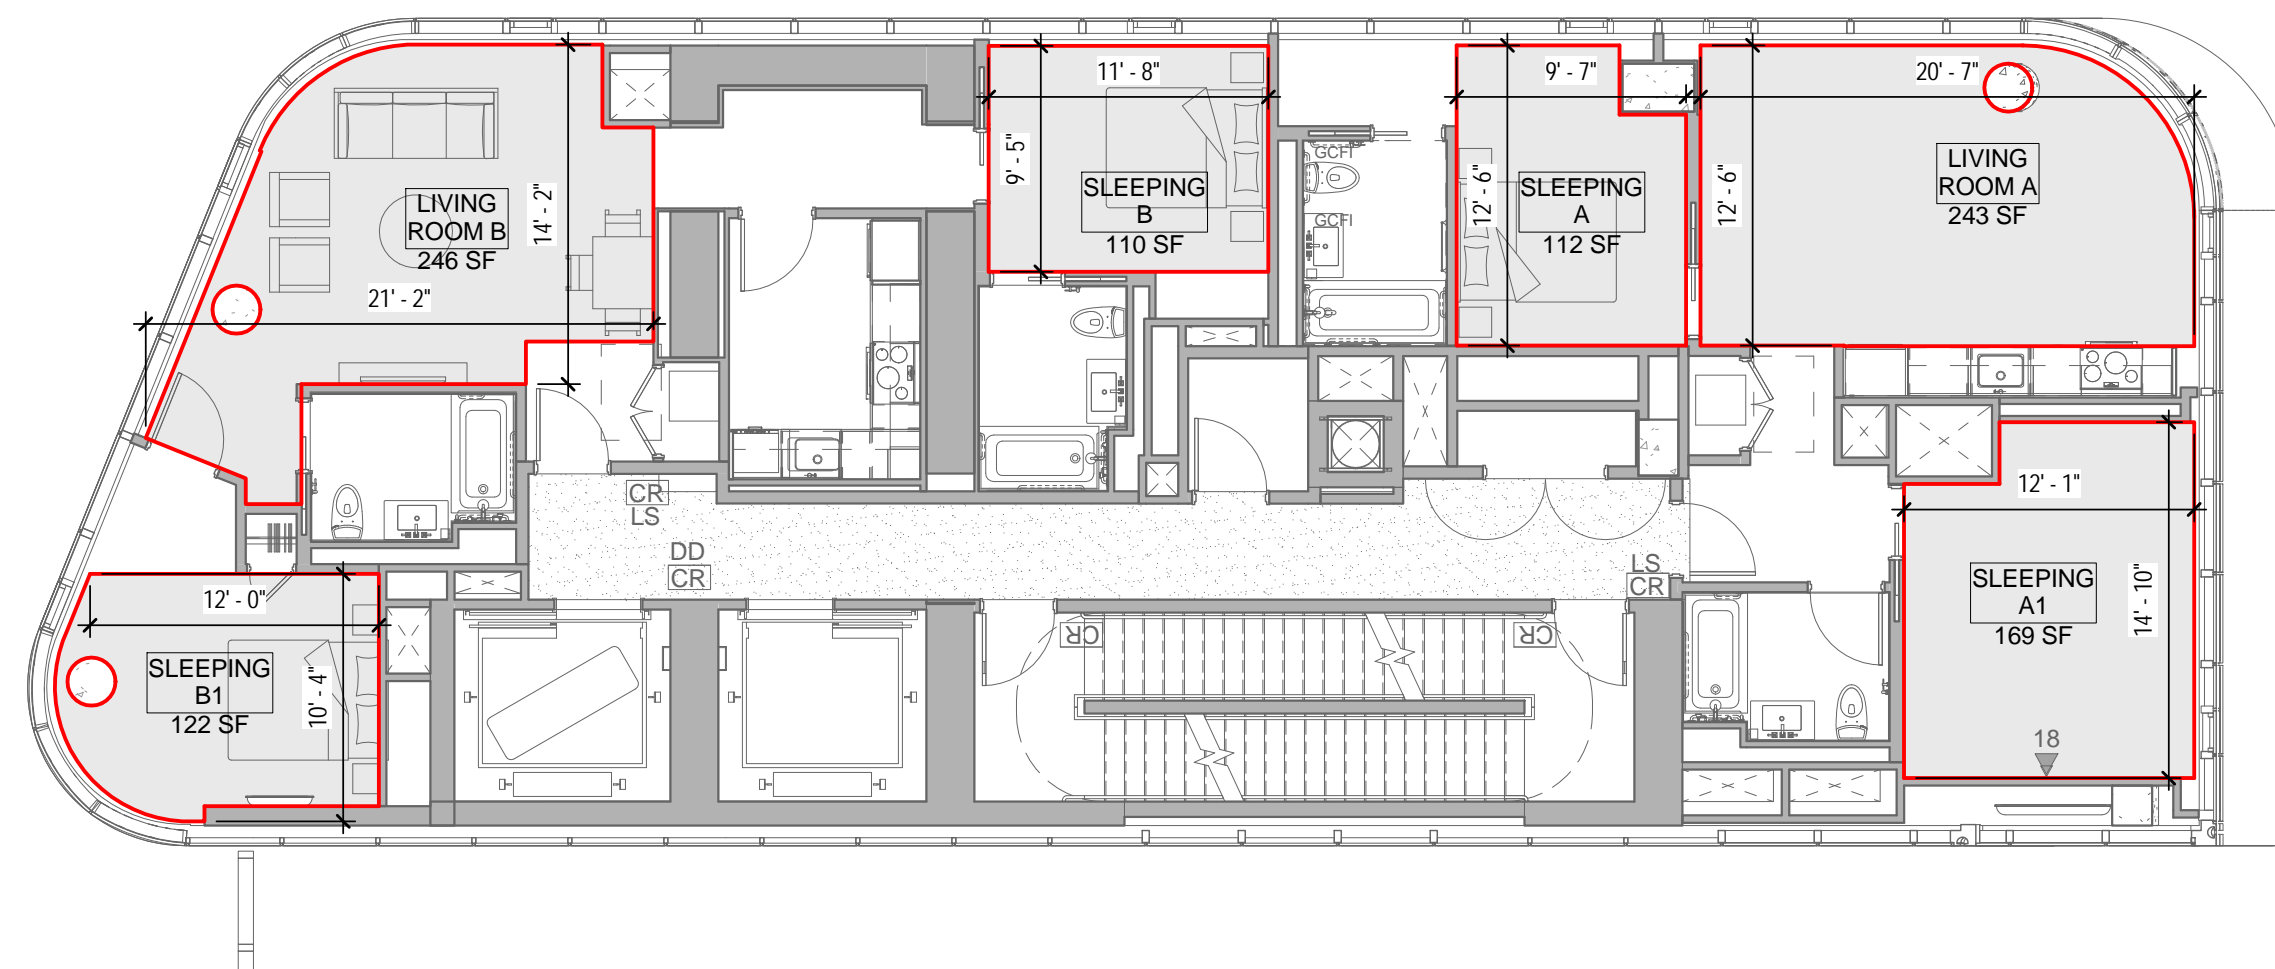 11' - 8"
9' - 7"
20' - 7"
9' - 5"
GCFI
GCFI
SLEEPING
B
110 SF
12' - 6"
SLEEPING
A
112 SF
12' - 6"
LIVING
ROOM A
243 SF
LIVING
ROOM B
246 SF
14' - 2"
21' - 2"
CR
LS
DD
CR
LS
CR
12' - 1"
SLEEPING
A1
169 SF
14' - 10"
12' - 0"
SLEEPING
B1
122 SF
10' - 4"
CR
CR
18